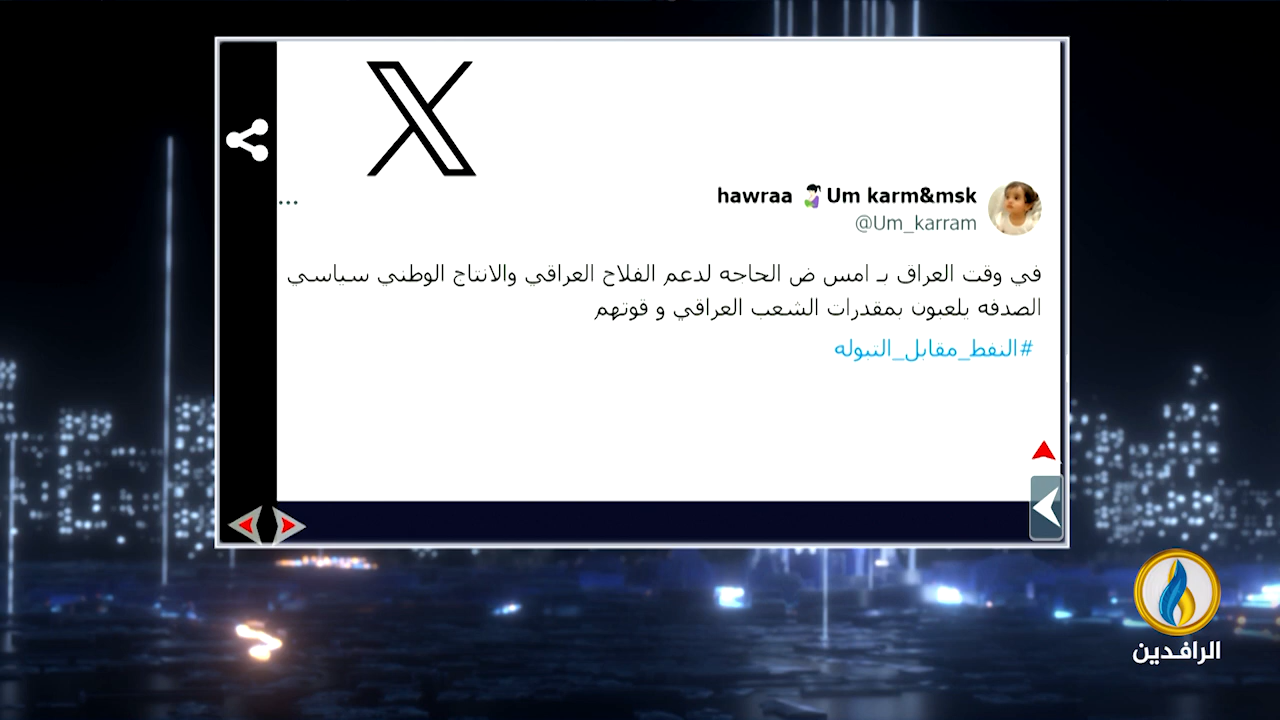 hawraa Um karm&msk
@Um_karram
...
في وقت العراق بـ امس ض الحاجه لدعم الفلاح العراقي والانتاج الوطني سياسي
الصدفه يلعبون بمقدرات الشعب العراقي و قوتهم
#النفط_مقابل_التبوله
الرافدين